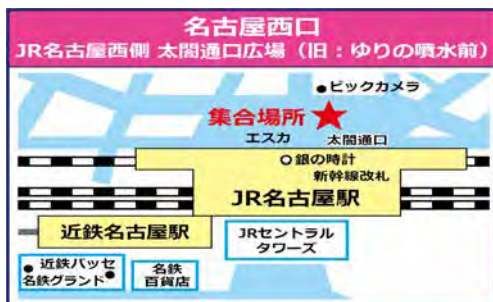 名古屋西口
JR名古屋西側 太閤通口広場（旧：ゆりの噴水前）
●ビックカメラ
集合場所
エスカ
太閤通口
銀の時計
新幹線改札
JR名古屋駅
近鉄名古屋駅
JRセントラル
タワーズ
近鉄パッセ
名鉄グランド
名鉄
百貨店